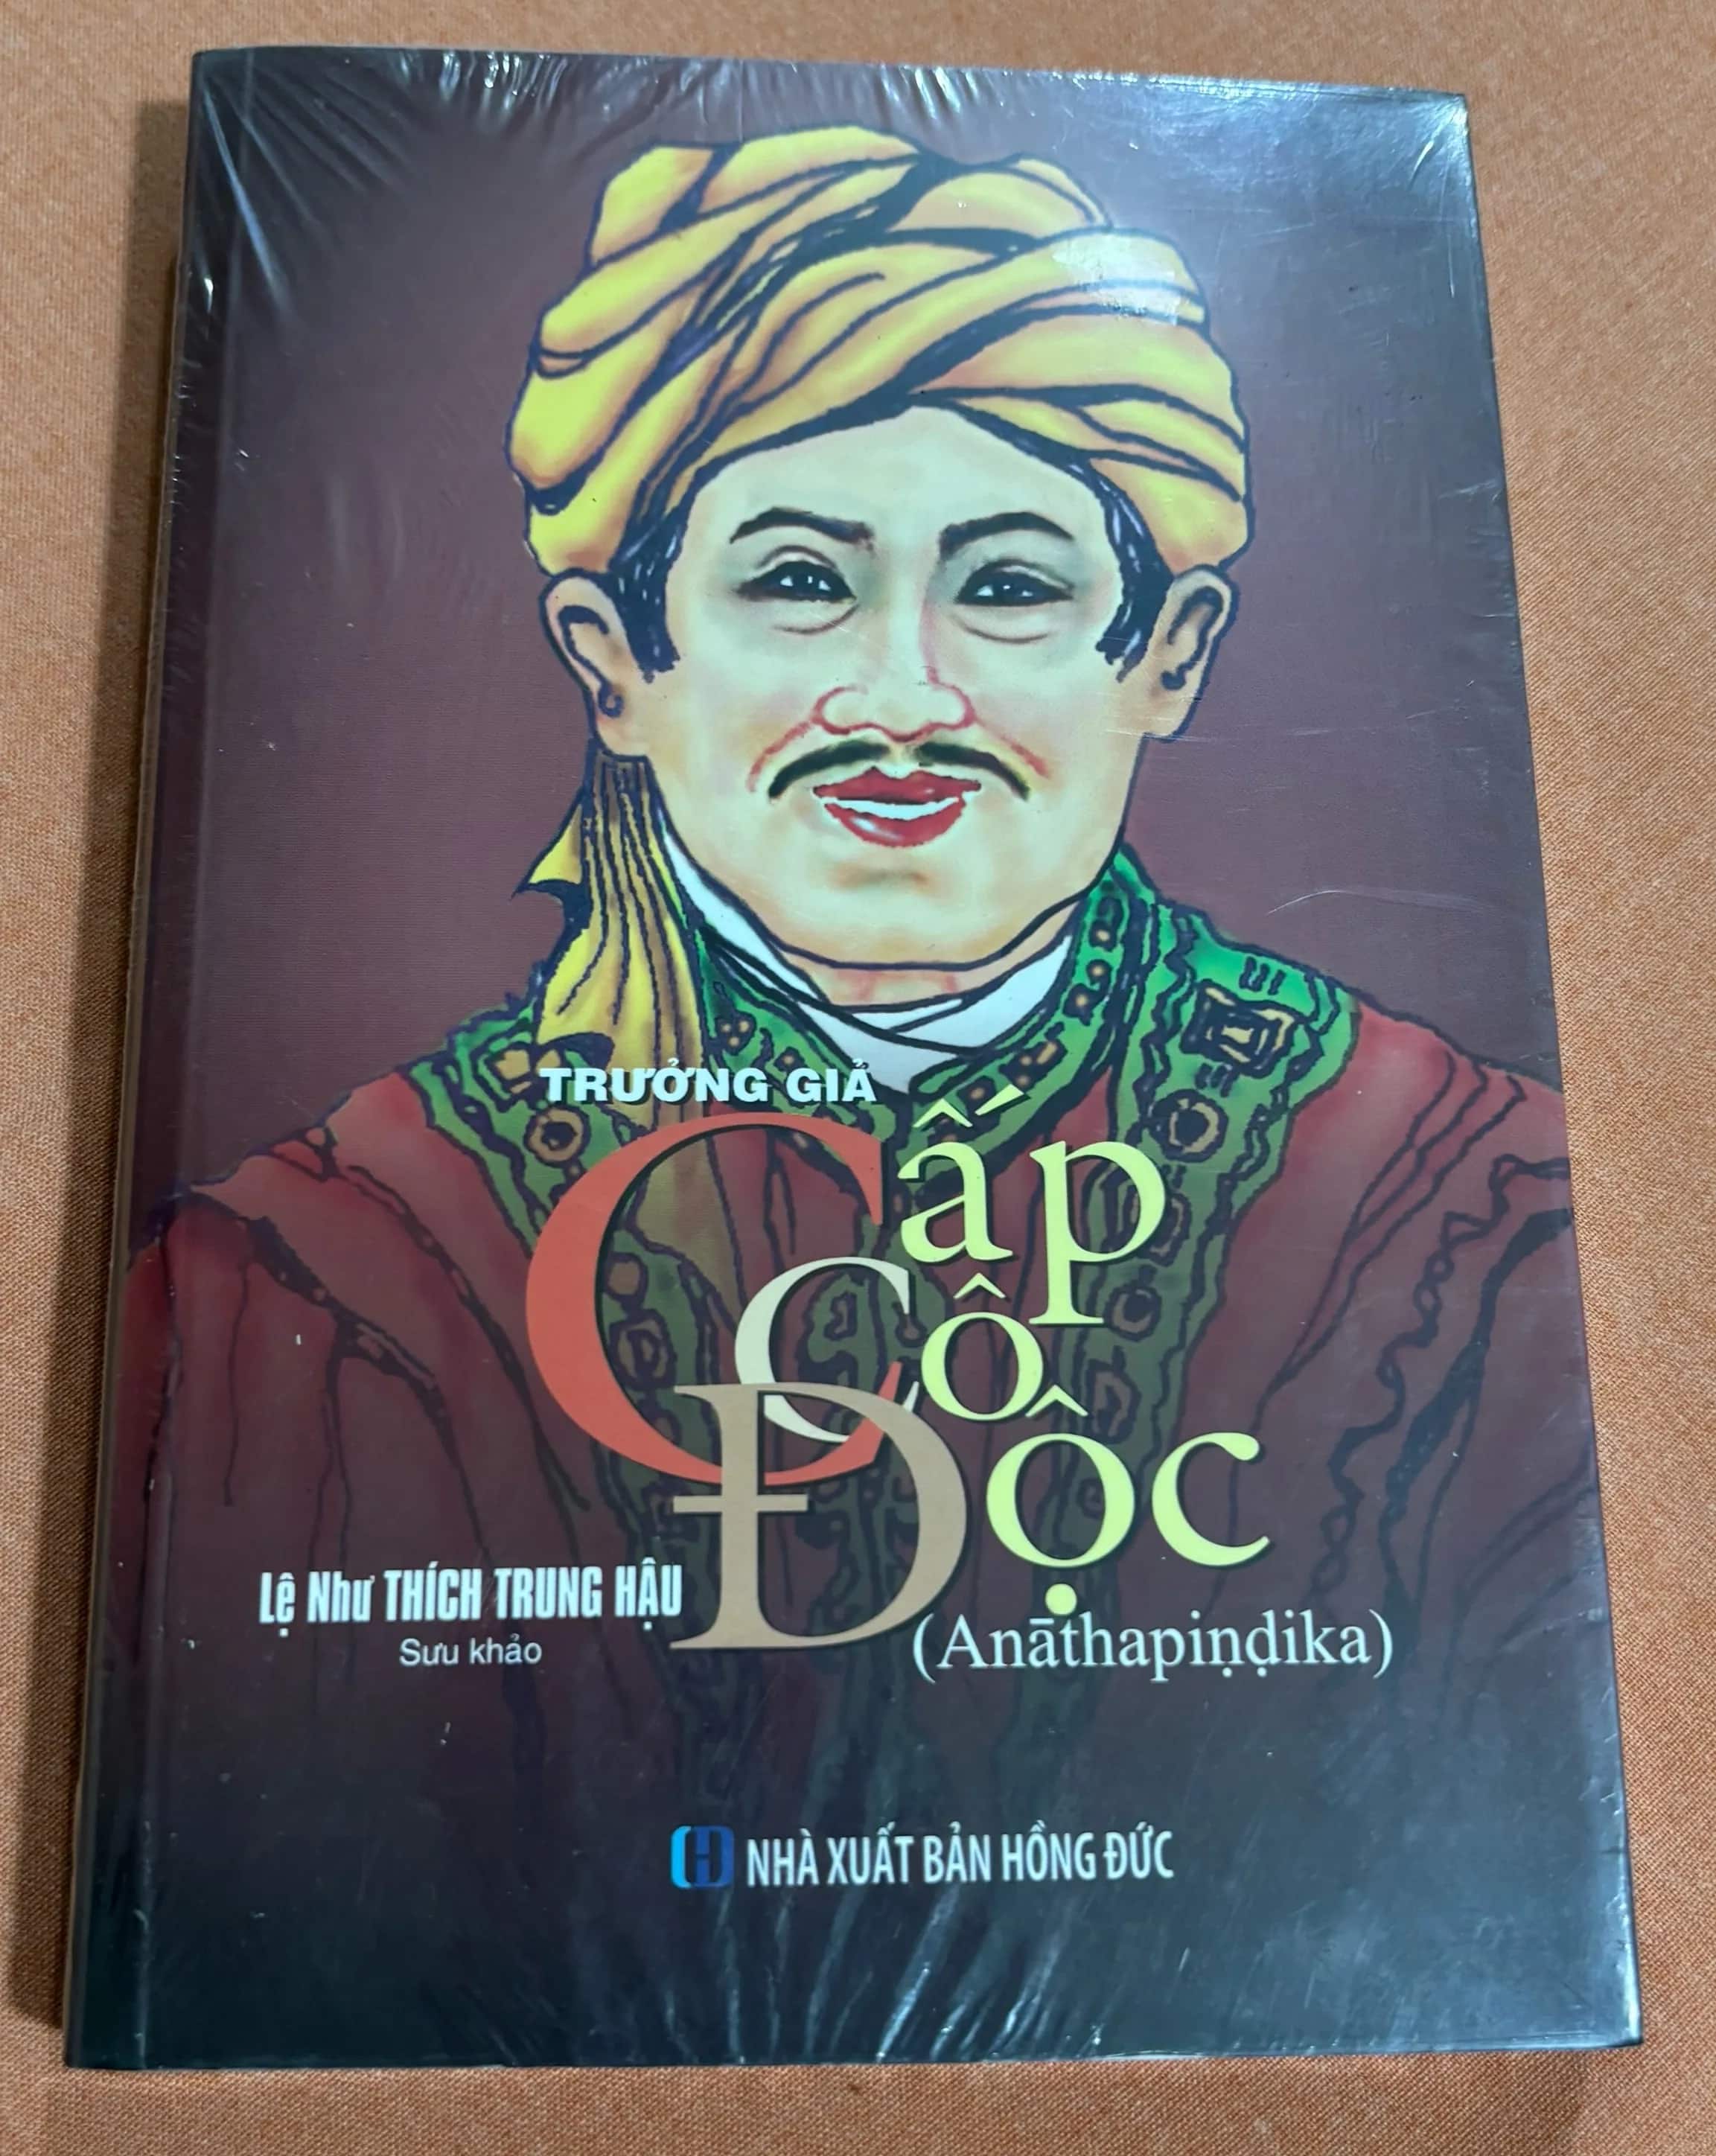 TRƯỞNG GIẢ
Cấp
Cô
Độc
(Anāthapiṇḍika)
Lệ Như THÍCH TRUNG HẬU
Sưu khảo
NHÀ XUẤT BẢN HỒNG ĐỨC